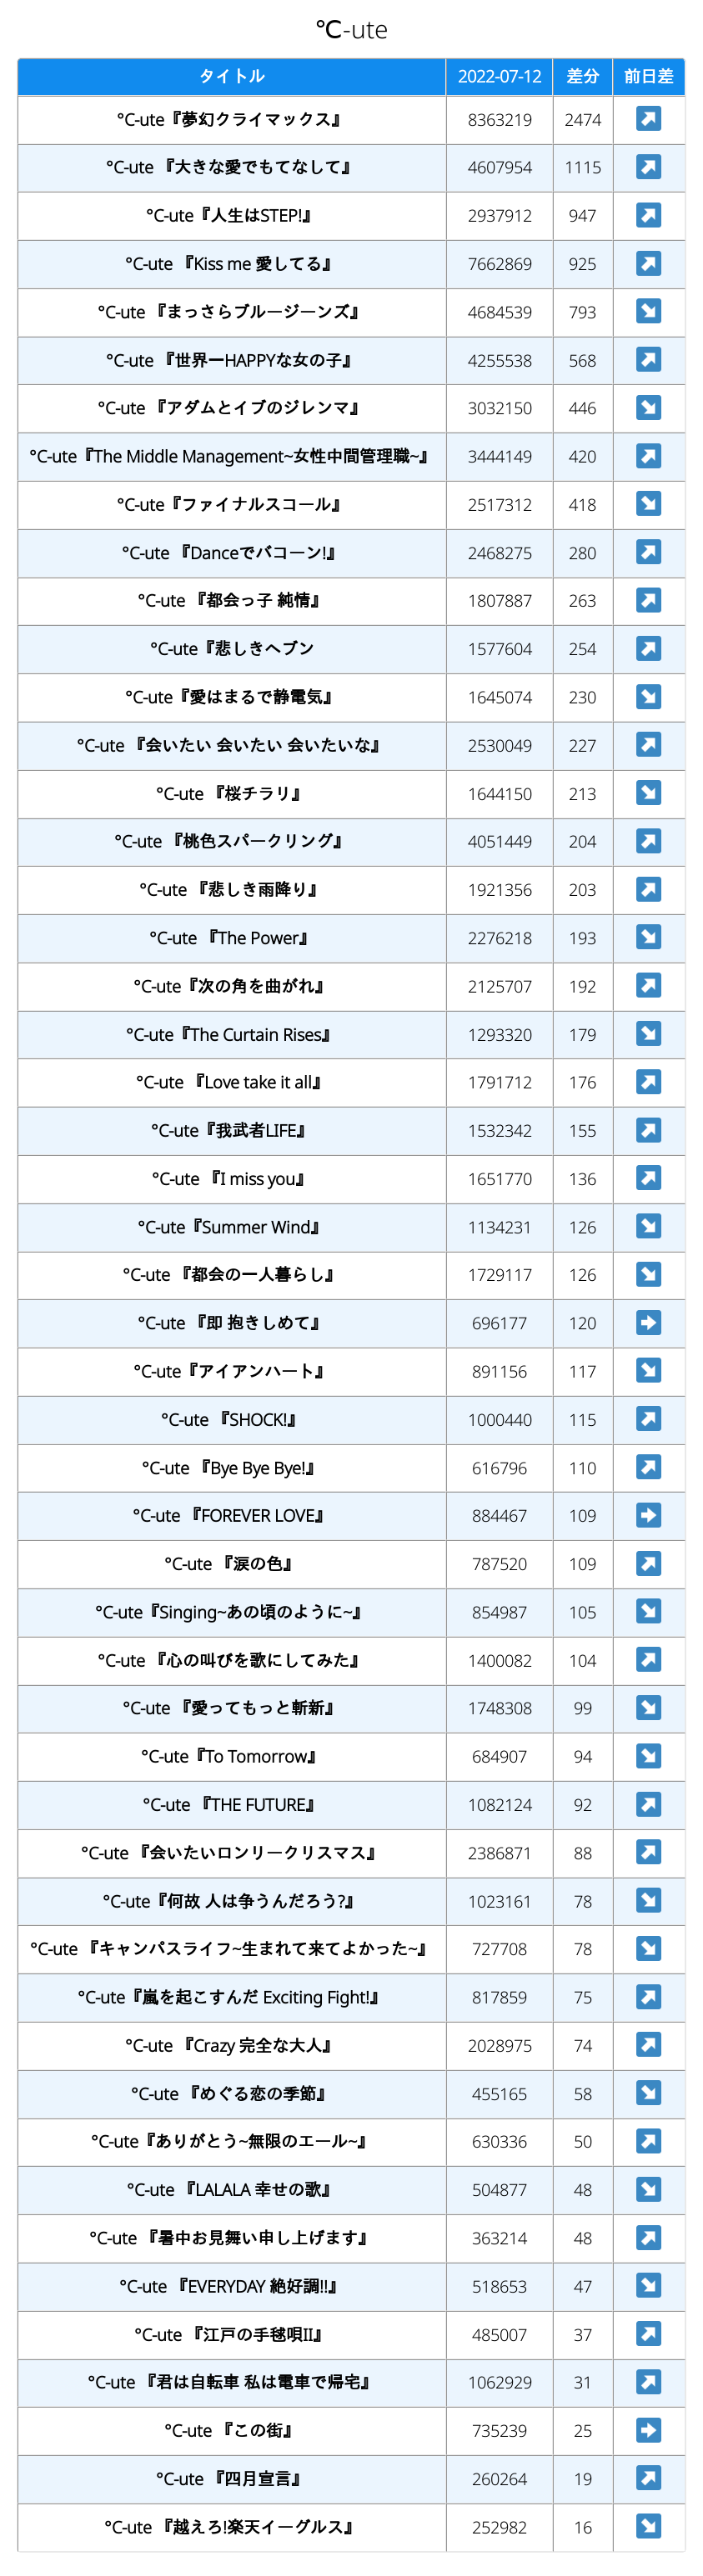 ℃-ute
タイトル 2022-07-12 差分 前日差
℃-ute『夢幻クライマックス』 8363219 2474 ↗
℃-ute 『大きな愛でもてなして』 4607954 1115 ↗
℃-ute『人生はSTEP!』 2937912 947 ↗
℃-ute 『Kiss me 愛してる』 7662869 925 ↗
℃-ute 『まっさらブルージーンズ』 4684539 793 ↘
℃-ute 『世界一HAPPYな女の子』 4255538 568 ↗
℃-ute 『アダムとイブのジレンマ』 3032150 446 ↘
℃-ute『The Middle Management~女性中間管理職~』 3444149 420 ↗
℃-ute『ファイナルスコール』 2517312 418 ↘
℃-ute 『Danceでバコーン!』 2468275 280 ↗
℃-ute 『都会っ子 純情』 1807887 263 ↗
℃-ute『悲しきヘブン 1577604 254 ↗
℃-ute『愛はまるで静電気』 1645074 230 ↘
℃-ute 『会いたい 会いたい 会いたいな』 2530049 227 ↗
℃-ute 『桜チラリ』 1644150 213 ↘
℃-ute 『桃色スパークリング』 4051449 204 ↗
℃-ute 『悲しき雨降り』 1921356 203 ↗
℃-ute 『The Power』 2276218 193 ↘
℃-ute『次の角を曲がれ』 2125707 192 ↗
℃-ute『The Curtain Rises』 1293320 179 ↘
℃-ute 『Love take it all』 1791712 176 ↗
℃-ute『我武者LIFE』 1532342 155 ↗
℃-ute 『I miss you』 1651770 136 ↗
℃-ute『Summer Wind』 1134231 126 ↘
℃-ute 『都会の一人暮らし』 1729117 126 ↘
℃-ute 『即 抱きしめて』 696177 120 ➡
℃-ute『アイアンハート』 891156 117 ↘
℃-ute 『SHOCK!』 1000440 115 ↗
℃-ute 『Bye Bye Bye!』 616796 110 ↗
℃-ute 『FOREVER LOVE』 884467 109 ➡
℃-ute 『涙の色』 787520 109 ↗
℃-ute『Singing~あの頃のように~』 854987 105 ↘
℃-ute 『心の叫びを歌にしてみた』 1400082 104 ↗
℃-ute 『愛ってもっと斬新』 1748308 99 ↘
℃-ute『To Tomorrow』 684907 94 ↘
℃-ute 『THE FUTURE』 1082124 92 ↗
℃-ute 『会いたいロンリークリスマス』 2386871 88 ↗
℃-ute『何故 人は争うんだろう?』 1023161 78 ↘
℃-ute 『キャンパスライフ~生まれて来てよかった~』 727708 78 ↘
℃-ute『嵐を起こすんだ Exciting Fight!』 817859 75 ↗
℃-ute 『Crazy 完全な大人』 2028975 74 ↗
℃-ute 『めぐる恋の季節』 455165 58 ↘
℃-ute『ありがとう~無限のエール~』 630336 50 ↗
℃-ute 『LALALA 幸せの歌』 504877 48 ↘
℃-ute 『暑中お見舞い申し上げます』 363214 48 ↗
℃-ute 『EVERYDAY 絶好調!!』 518653 47 ↘
℃-ute 『江戸の手毬唄II』 485007 37 ↗
℃-ute 『君は自転車 私は電車で帰宅』 1062929 31 ↗
℃-ute 『この街』 735239 25 ➡
℃-ute 『四月宣言』 260264 19 ↗
℃-ute 『越えろ!楽天イーグルス』 252982 16 ↘